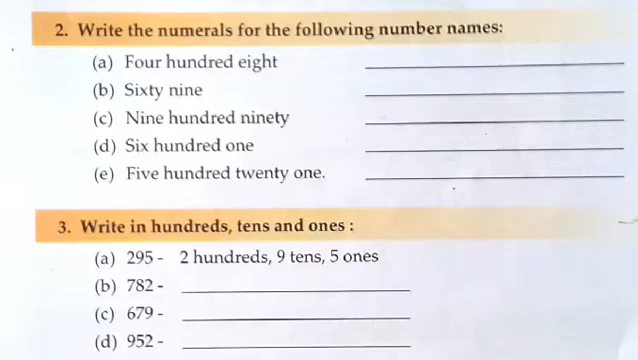 2. Write the numerals for the following number names:
(a) Four hundred eight
(b) Sixty nine
(c) Nine hundred ninety
(d) Six hundred one
(e) Five hundred twenty one.
3. Write in hundreds, tens and ones :
(a) 295 - 2 hundreds, 9 tens, 5 ones
(b) 782 -
(c) 679 -
(d) 952 -